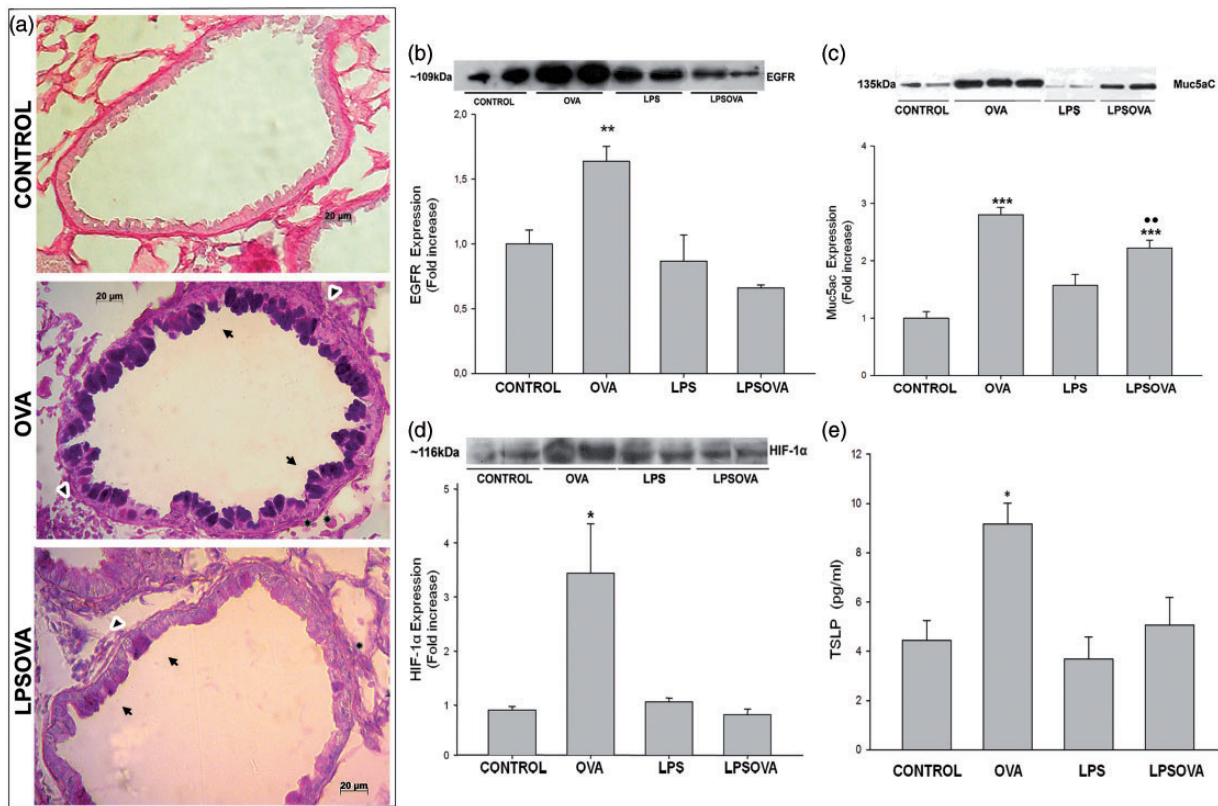 (a)
CONTROL
20 µm
OVA
20 µm
LPSOVA
20 µm
(b)
~109kDa
EGFR
CONTROL OVA LPS LPSOVA
EGFR Expression
(Fold increase)
2,0
**
1,5
1,0
0,5
0,0
CONTROL OVA LPS LPSOVA
(c)
135kDa
Muc5aC
CONTROL OVA LPS LPSOVA
Muc5ac Expression
(Fold increase)
4
3
***
••
***
2
1
0
CONTROL OVA LPS LPSOVA
(d)
~116kDa
HIF-1α
CONTROL OVA LPS LPSOVA
HIF-1α Expression
(Fold increase)
5
*
4
3
2
1
0
CONTROL OVA LPS LPSOVA
(e)
TSLP (pg/ml)
12
*
10
8
6
4
2
0
CONTROL OVA LPS LPSOVA